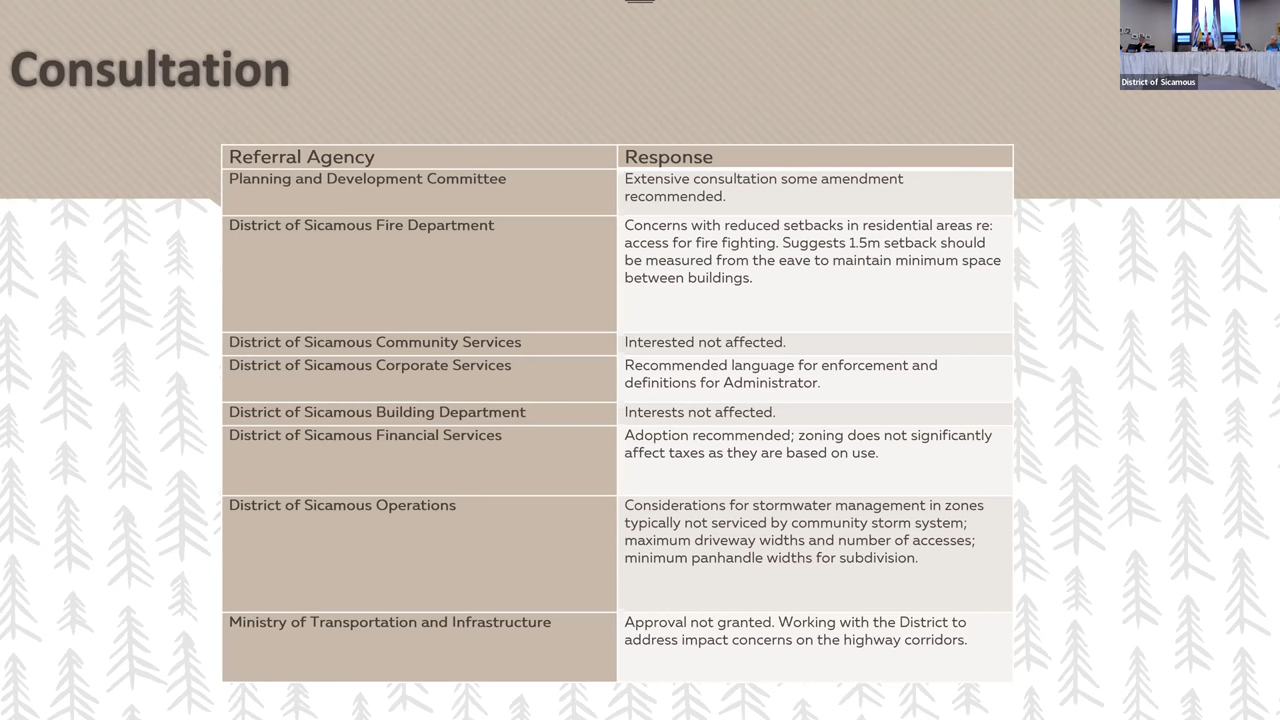 Consultation
District of Sicamous
Referral Agency
Response
Planning and Development Committee
Extensive consultation some amendment
recommended.
District of Sicamous Fire Department
Concerns with reduced setbacks in residential areas re:
access for fire fighting. Suggests 1.5m setback should
be measured from the eave to maintain minimum space
between buildings.
District of Sicamous Community Services
Interested not affected.
District of Sicamous Corporate Services
Recommended language for enforcement and
definitions for Administrator.
District of Sicamous Building Department
Interests not affected.
District of Sicamous Financial Services
Adoption recommended; zoning does not significantly
affect taxes as they are based on use.
District of Sicamous Operations
Considerations for stormwater management in zones
typically not serviced by community storm system;
maximum driveway widths and number of accesses;
minimum panhandle widths for subdivision.
Ministry of Transportation and Infrastructure
Approval not granted. Working with the District to
address impact concerns on the highway corridors.